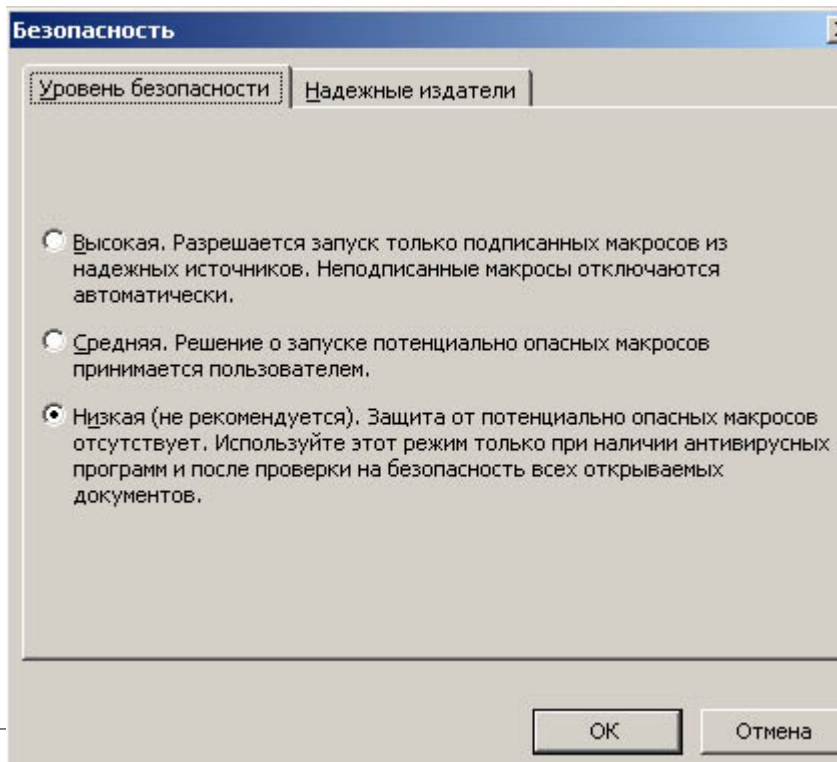 Безопасность
Уровень безопасности
Надежные издатели
Высокая. Разрешается запуск только подписанных макросов из
надежных источников. Неподписанные макросы отключаются
автоматически.
Средняя. Решение о запуске потенциально опасных макросов
принимается пользователем.
Низкая (не рекомендуется). Защита от потенциально опасных макросов
отсутствует. Используйте этот режим только при наличии антивирусных
программ и после проверки на безопасность всех открываемых
документов.
ОК
Отмена